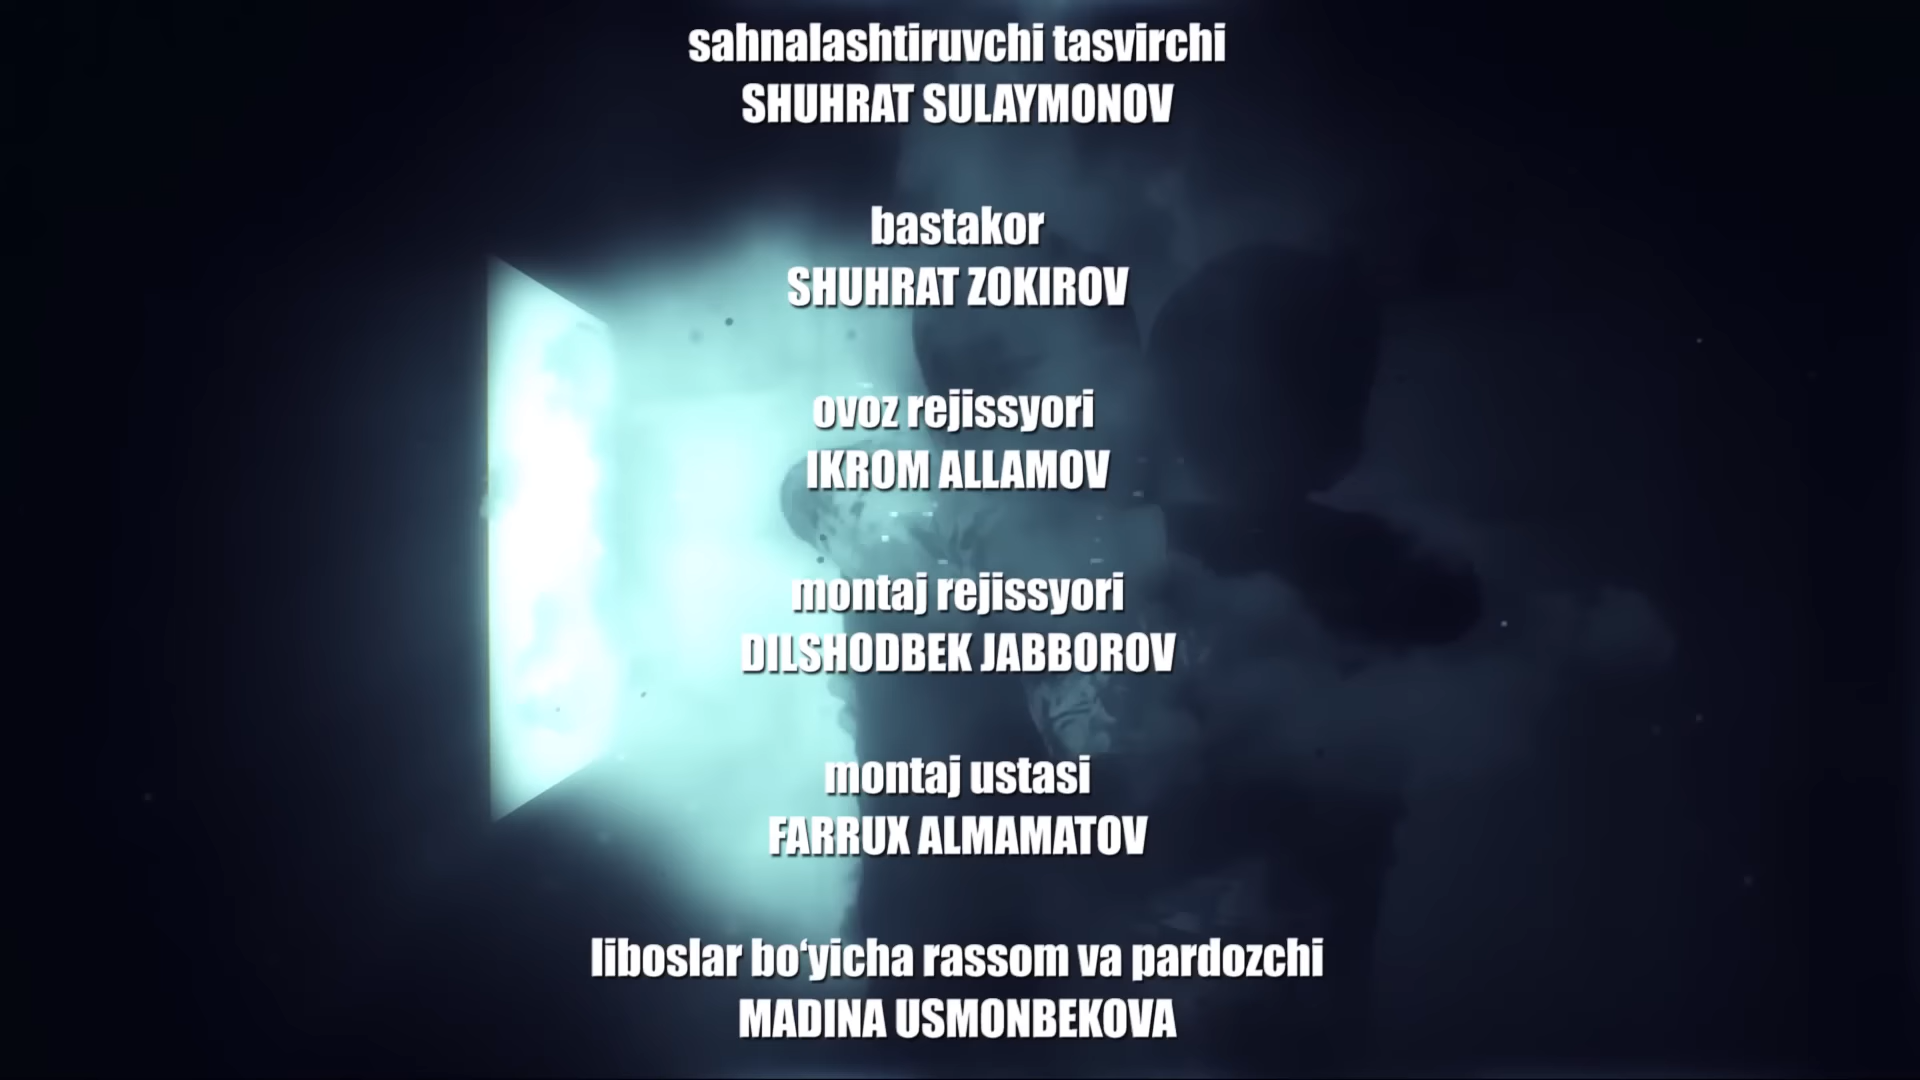 sahnalashtiruvchi tasvirchi
SHUHRAT SULAYMONOV
bastakor
SHUHRAT ZOKIROV
ovoz rejissyori
IKROM ALLAMOV
montaj rejissyori
DILSHODBEK JABBOROV
montaj ustasi
FARRUX ALMAMATOV
liboslar bo‘yicha rassom va pardozchi
MADINA USMONBEKOVA